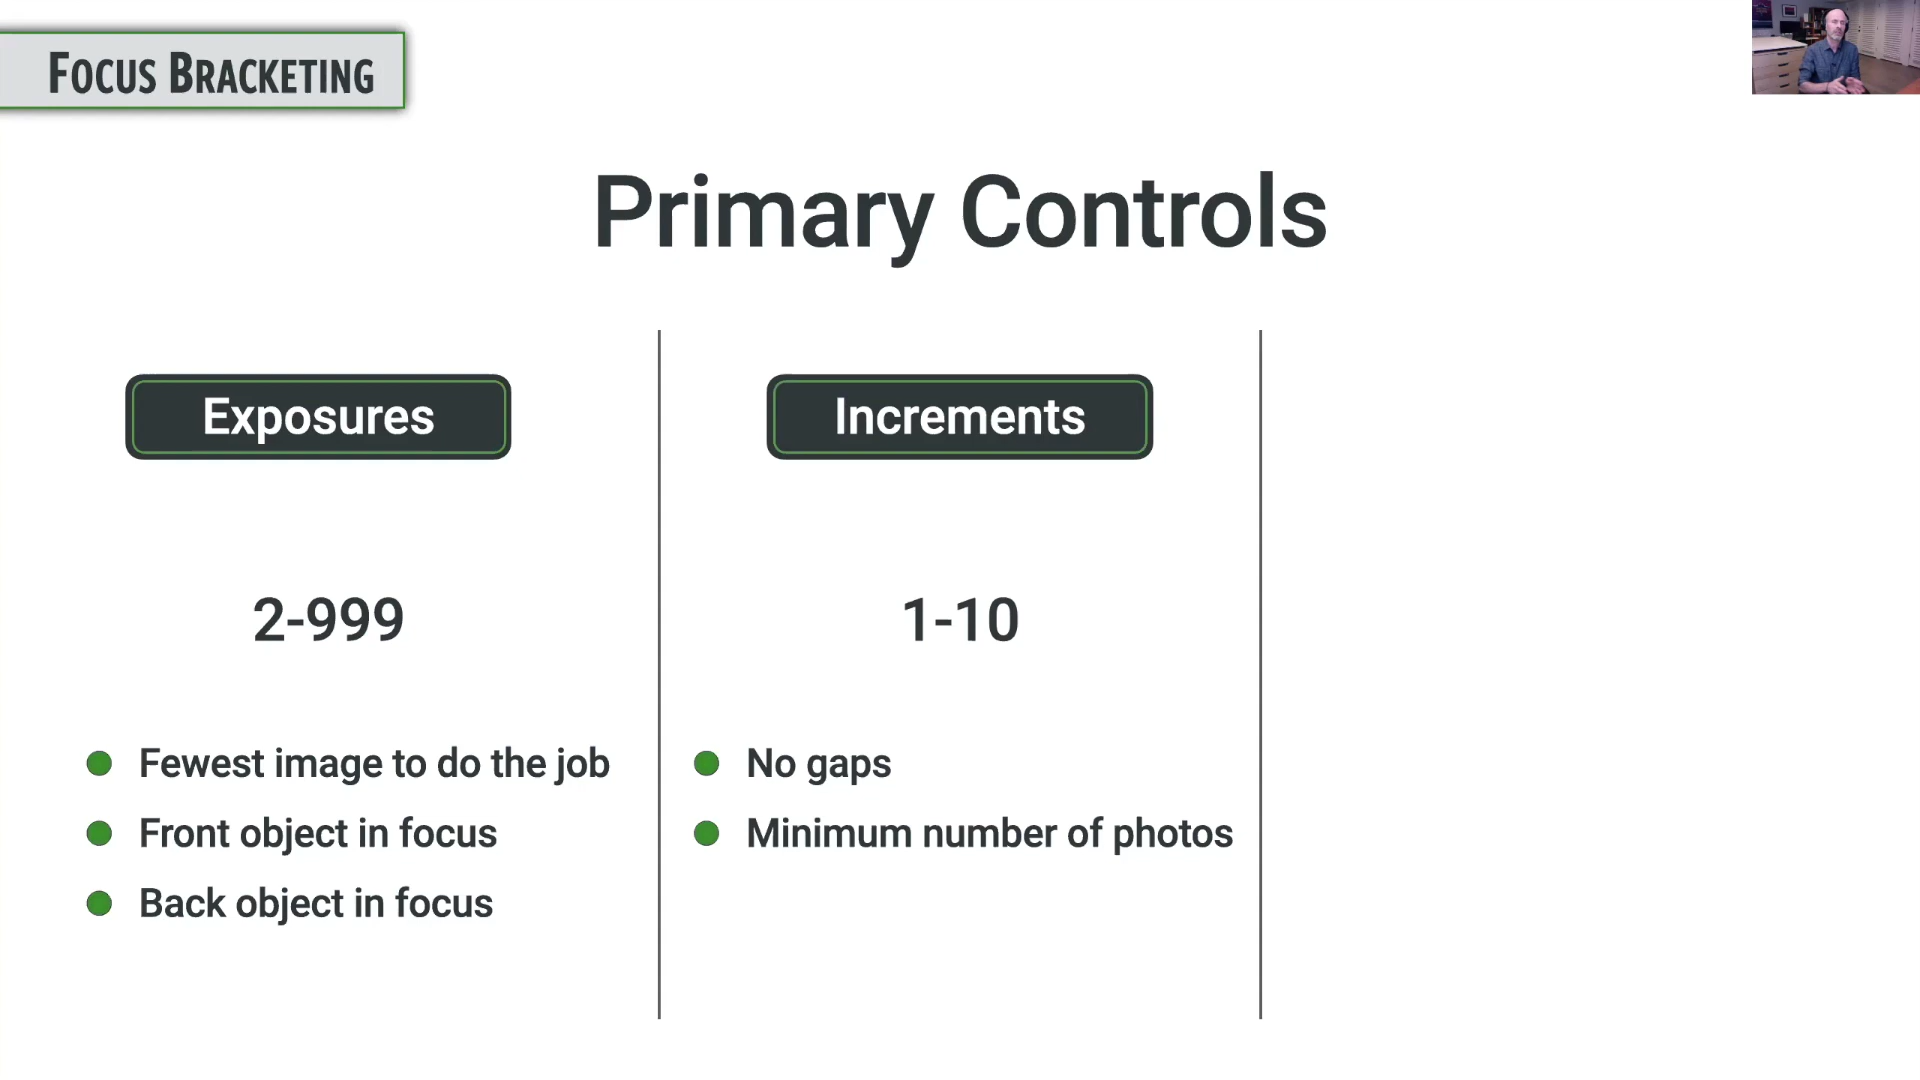 FOCUS BRACKETING
Primary Controls
Exposures
2-999
Fewest image to do the job
Front object in focus
Back object in focus
Increments
1-10
No gaps
Minimum number of photos